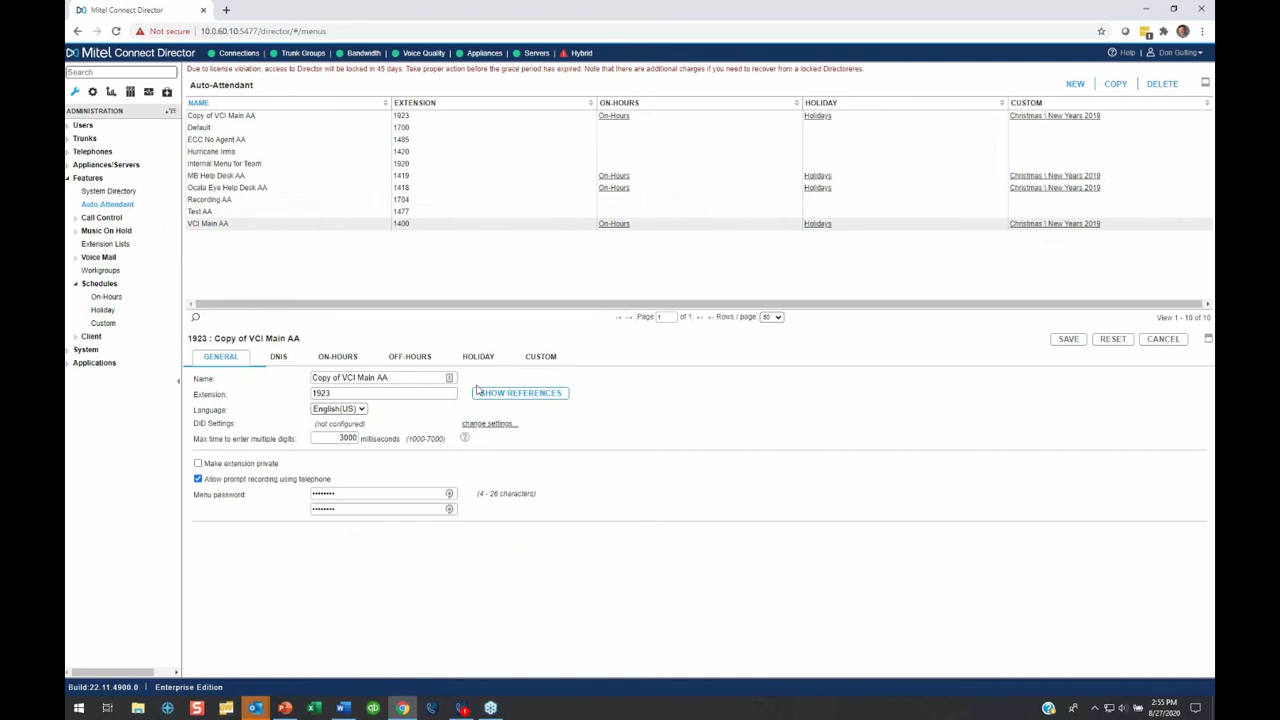 Mitel Connect Director
Not secure 10.0.60.10:5477/director/#/menus
Mitel Connect Director Connections Trunk Groups Bandwidth Voice Quality Appliances Servers Hybrid Help Don Gulling
Search
Due to license violation, access to Director will be locked in 45 days. Take proper action before the grace period has expired. Note that there are additional charges if you need to recover from a locked Directoreres.
Auto-Attendant NEW COPY DELETE
NAME EXTENSION ON-HOURS HOLIDAY CUSTOM
Copy of VCI Main AA 1923 On-Hours Holidays Christmas \ New Years 2019
Default 1700
ECC No Agent AA 1485
Hurricane Irma 1420
Internal Menu for Team 1920
MB Help Desk AA 1419 On-Hours Holidays Christmas \ New Years 2019
Ocala Eye Help Desk AA 1418 On-Hours Holidays Christmas \ New Years 2019
Recording AA 1704
Test AA 1477
VCI Main AA 1400 On-Hours Holidays Christmas \ New Years 2019
ADMINISTRATION
Users
Trunks
Telephones
Appliances/Servers
Features
System Directory
Auto-Attendant
Call Control
Music On Hold
Extension Lists
Voice Mail
Workgroups
Schedules
On-Hours
Holiday
Custom
Client
System
Applications
Page 1 of 1 Rows / page: 50 View 1 - 10 of 10
1923 : Copy of VCI Main AA SAVE RESET CANCEL
GENERAL DNIS ON-HOURS OFF-HOURS HOLIDAY CUSTOM
Name: Copy of VCI Main AA
Extension: 1923 SHOW REFERENCES
Language: English(US)
DID Settings: (not configured) change settings...
Max time to enter multiple digits: 3000 milliseconds (1000-7000)
Make extension private
Allow prompt recording using telephone
Menu password: •••••••• (4 - 26 characters)
••••••••
Build:22.11.4900.0 Enterprise Edition
2:55 PM
8/27/2020